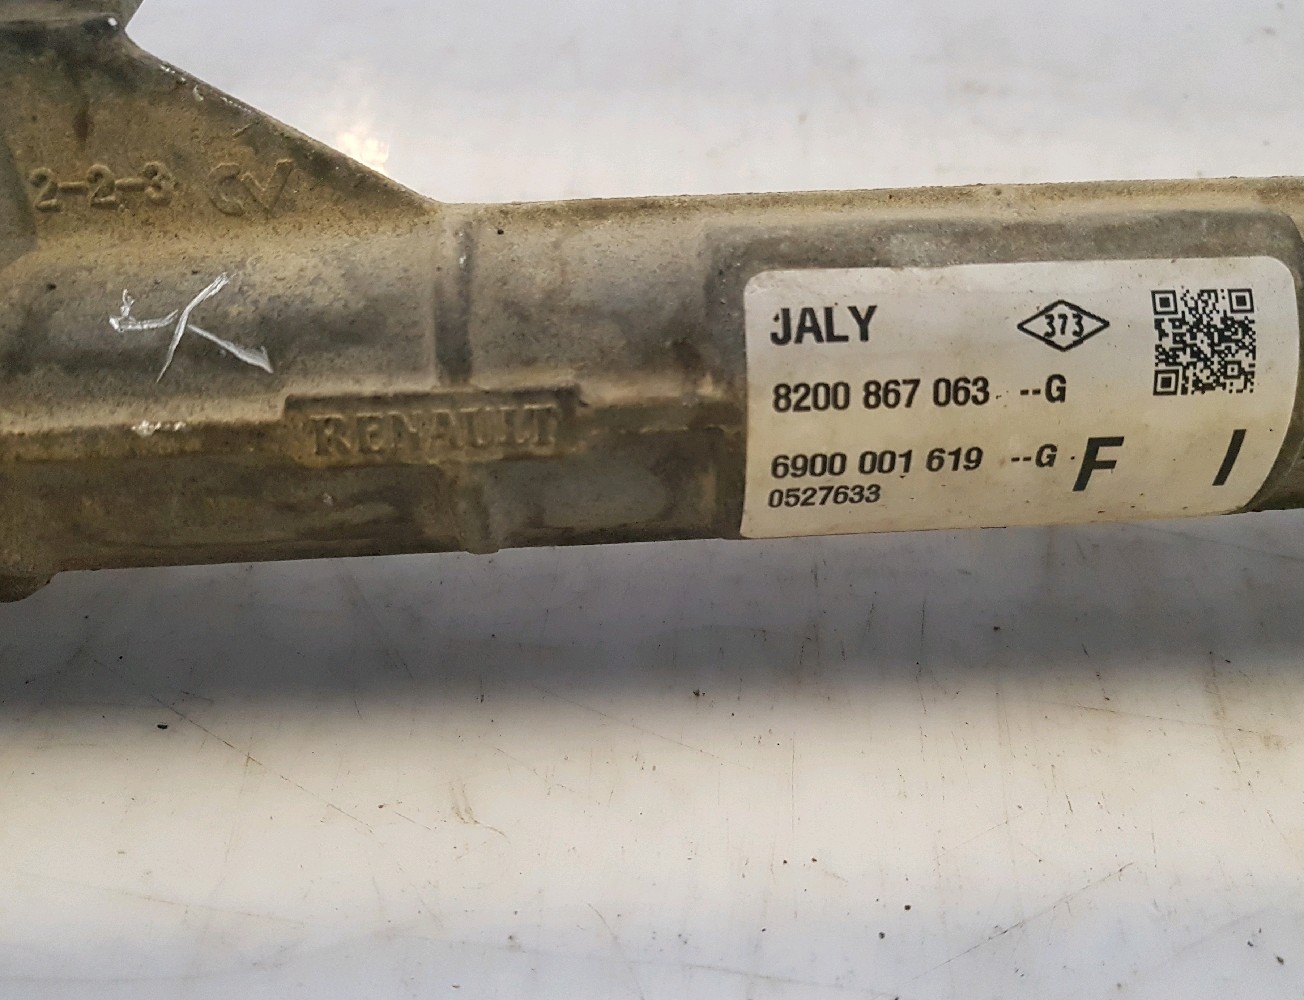 2-2-3 CV
RENAULT
JALY
373
8200 867 063 --G
6900 001 619 --G F I
0527633